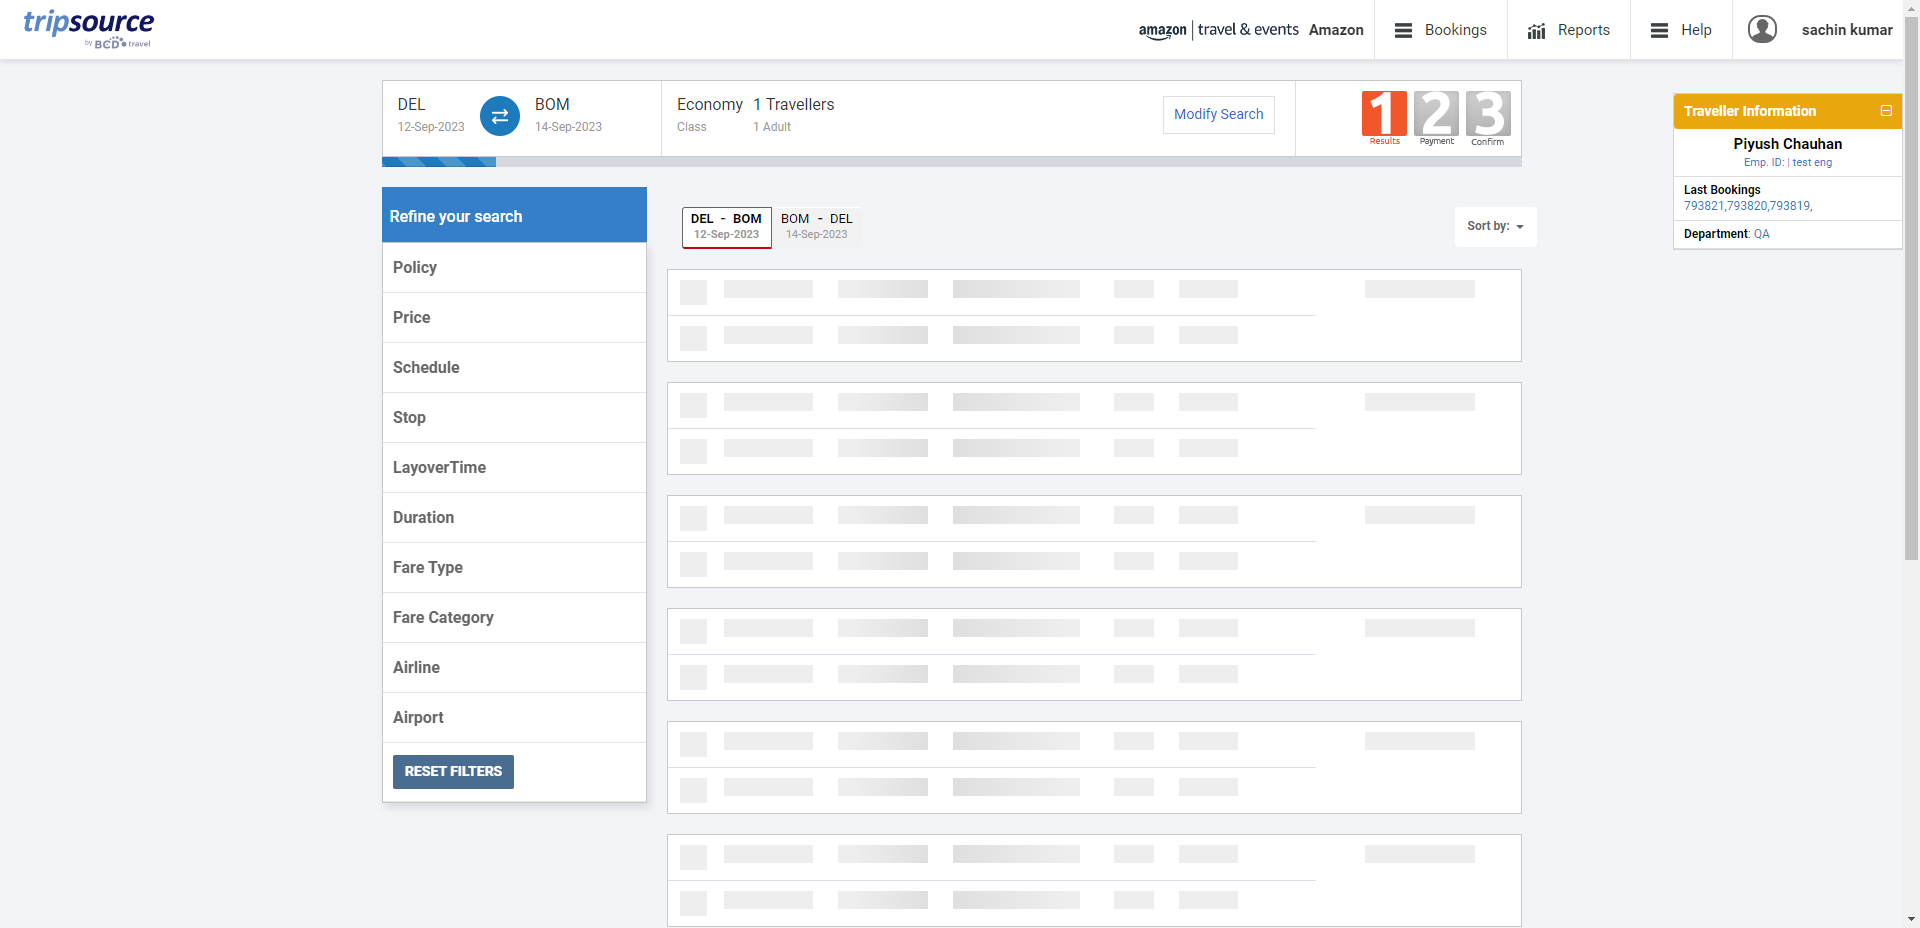 tripsource
by BCD travel
amazon | travel & events Amazon
Bookings
Reports
Help
sachin kumar
DEL
12-Sep-2023
BOM
14-Sep-2023
Economy
Class
1 Travellers
1 Adult
Modify Search
1
Results
2
Payment
3
Confirm
Traveller Information
Piyush Chauhan
Emp. ID: | test eng
Last Bookings
793821,793820,793819,
Department: QA
Refine your search
Policy
Price
Schedule
Stop
LayoverTime
Duration
Fare Type
Fare Category
Airline
Airport
RESET FILTERS
DEL - BOM
12-Sep-2023
BOM - DEL
14-Sep-2023
Sort by: